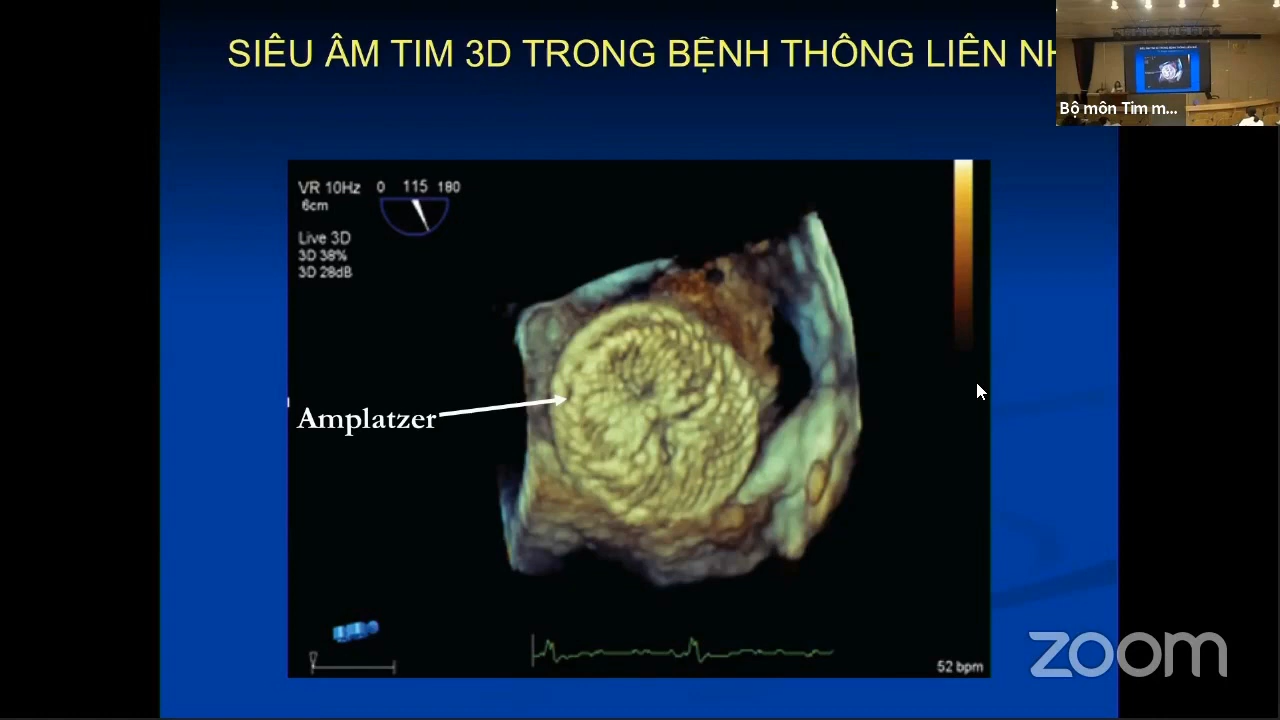 SIÊU ÂM TIM 3D TRONG BỆNH THÔNG LIÊN NH
Bộ môn Tim m...
VR 10Hz
6cm
0 115 180
Live 3D
3D 38%
3D 28dB
Amplatzer
52 bpm
zoom